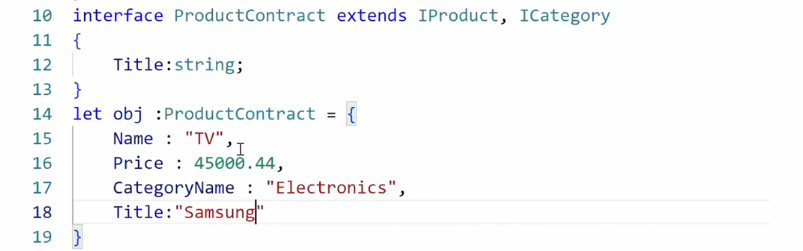 10 interface ProductContract extends IProduct, ICategory
11 {
12     Title:string;
13 }
14 let obj :ProductContract = {
15     Name : "TV",
16     Price : 45000.44,
17     CategoryName : "Electronics",
18     Title:"Samsung"
19 }